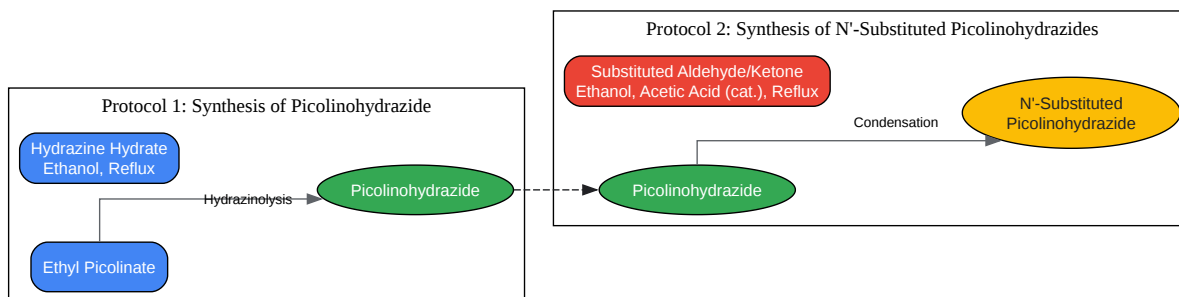 Protocol 1: Synthesis of Picolinohydrazide
Hydrazine Hydrate
Ethanol, Reflux
Hydrazinolysis
Picolinohydrazide
Ethyl Picolinate
Protocol 2: Synthesis of N'-Substituted Picolinohydrazides
Substituted Aldehyde/Ketone
Ethanol, Acetic Acid (cat.), Reflux
Picolinohydrazide
Condensation
N'-Substituted
Picolinohydrazide